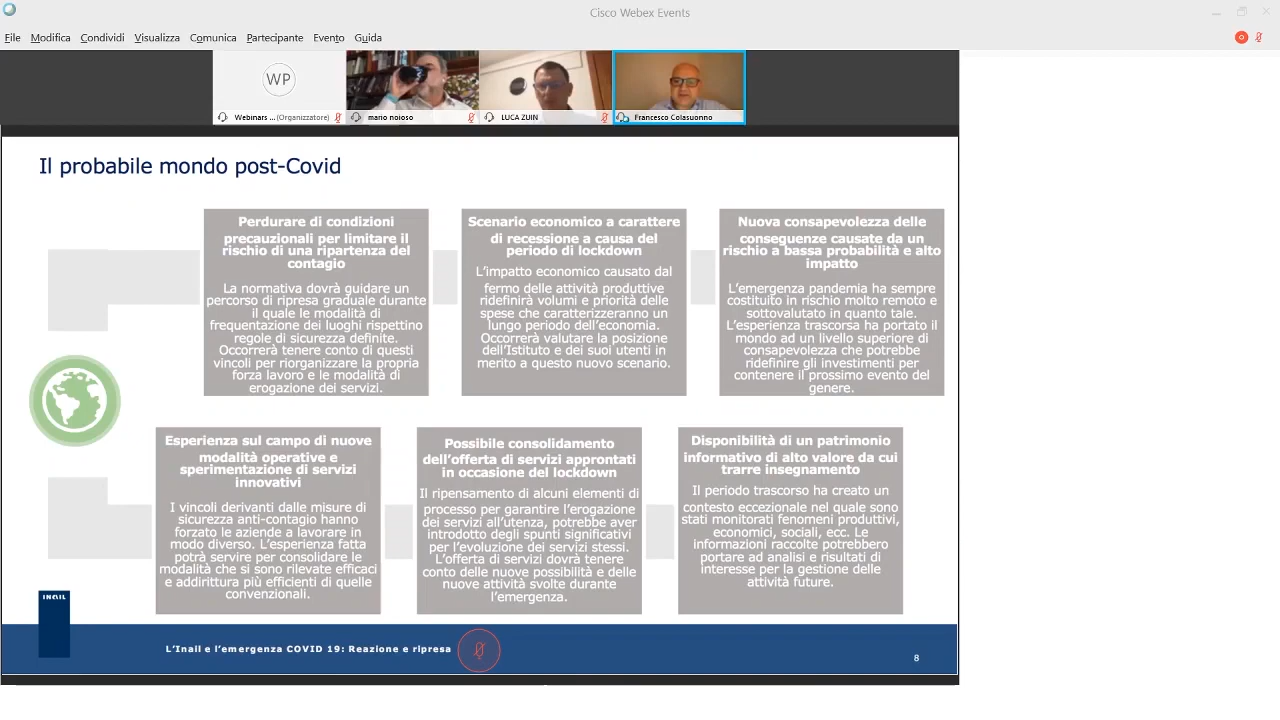 Cisco Webex Events
File Modifica Condividi Visualizza Comunica Partecipante Evento Guida
WP
Webinars ... (Organizzatore)
mario noioso
LUCA ZUIN
Francesco Colasuonno
Il probabile mondo post-Covid
Perdurare di condizioni
precauzionali per limitare il
rischio di una ripartenza del
contagio
La normativa dovrà guidare un
percorso di ripresa graduale durante
il quale le modalità di
frequentazione dei luoghi rispettino
regole di sicurezza definite.
Occorrerà tenere conto di questi
vincoli per riorganizzare la propria
forza lavoro e le modalità di
erogazione dei servizi.
Scenario economico a carattere
di recessione a causa del
periodo di lockdown
L'impatto economico causato dal
fermo delle attività produttive
ridefinirà volumi e priorità delle
spese che caratterizzeranno un
lungo periodo dell'economia.
Occorrerà valutare la posizione
dell'Istituto e dei suoi utenti in
merito a questo nuovo scenario.
Nuova consapevolezza delle
conseguenze causate da un
rischio a bassa probabilità e alto
impatto
L'emergenza pandemia ha sempre
costituito in rischio molto remoto e
sottovalutato in quanto tale.
L'esperienza trascorsa ha portato il
mondo ad un livello superiore di
consapevolezza che potrebbe
ridefinire gli investimenti per
contenere il prossimo evento del
genere.
Esperienza sul campo di nuove
modalità operative e
sperimentazione di servizi
innovativi
I vincoli derivanti dalle misure di
sicurezza anti-contagio hanno
forzato le aziende a lavorare in
modo diverso. L'esperienza fatta
potrà servire per consolidare le
modalità che si sono rilevate efficaci
e addirittura più efficienti di quelle
convenzionali.
Possibile consolidamento
dell'offerta di servizi approntati
in occasione del lockdown
Il ripensamento di alcuni elementi di
processo per garantire l'erogazione
dei servizi all'utenza, potrebbe aver
introdotto degli spunti significativi
per l'evoluzione dei servizi stessi.
L'offerta di servizi dovrà tenere
conto delle nuove possibilità e delle
nuove attività svolte durante
l'emergenza.
Disponibilità di un patrimonio
informativo di alto valore da cui
trarre insegnamento
Il periodo trascorso ha creato un
contesto eccezionale nel quale sono
stati monitorati fenomeni produttivi,
economici, sociali, ecc. Le
informazioni raccolte potrebbero
portare ad analisi e risultati di
interesse per la gestione delle
attività future.
INAIL
L'Inail e l'emergenza COVID 19: Reazione e ripresa
8